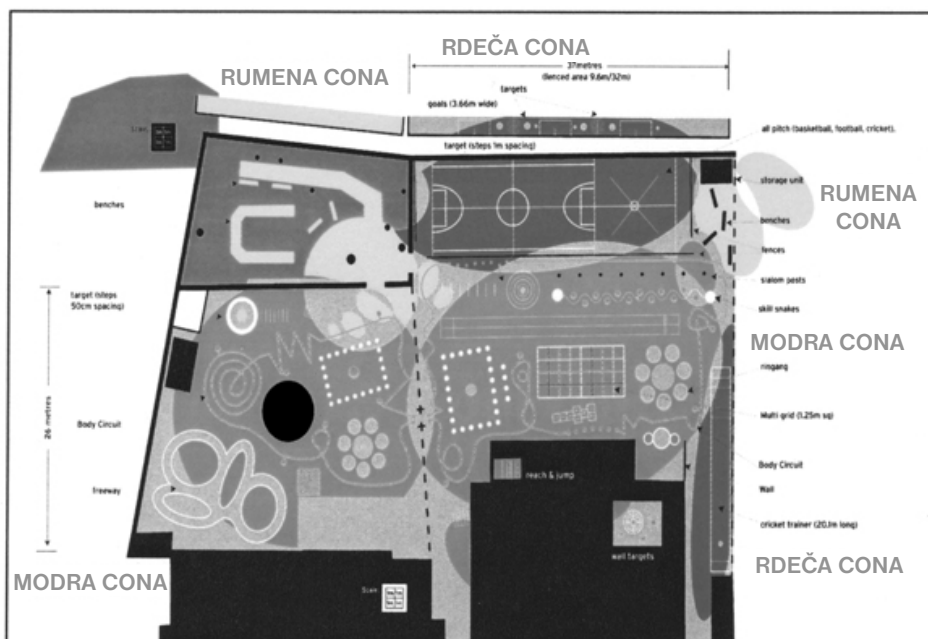 RDEČA CONA
37metres
(fenced area 9.6m/32m)
RUMENA CONA
targets
goals (3.66m wide)
all pitch (basketball, football, cricket).
target (steps 1m spacing)
storage unit
RUMENA
CONA
benches
benches
fences
slalom posts
target (steps
50cm spacing)
skill snakes
MODRA CONA
ringang
26 metres
Multi grid (1.25m sq)
Body Circuit
Body Circuit
reach & jump
Wall
freeway
cricket trainer (20.1m long)
wall targets
RDEČA CONA
MODRA CONA